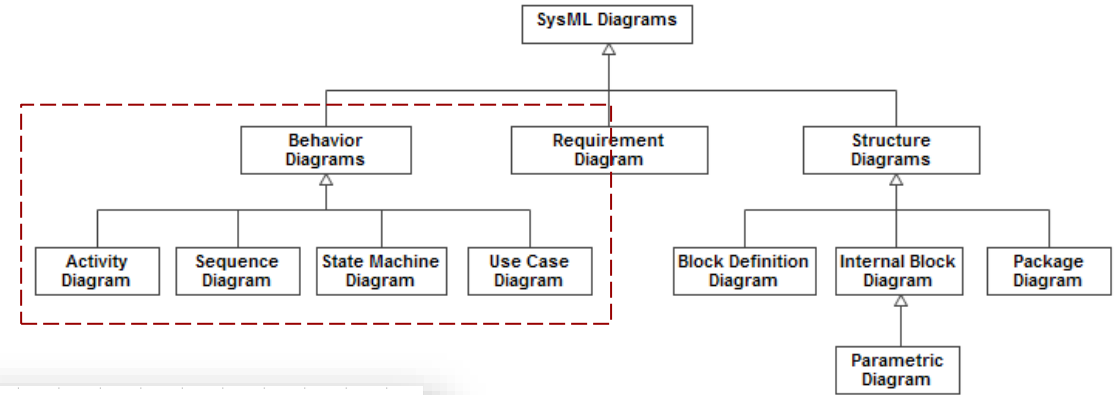 SysML Diagrams
Behavior
Diagrams
Requirement
Diagram
Structure
Diagrams
Activity
Diagram
Sequence
Diagram
State Machine
Diagram
Use Case
Diagram
Block Definition
Diagram
Internal Block
Diagram
Package
Diagram
Parametric
Diagram